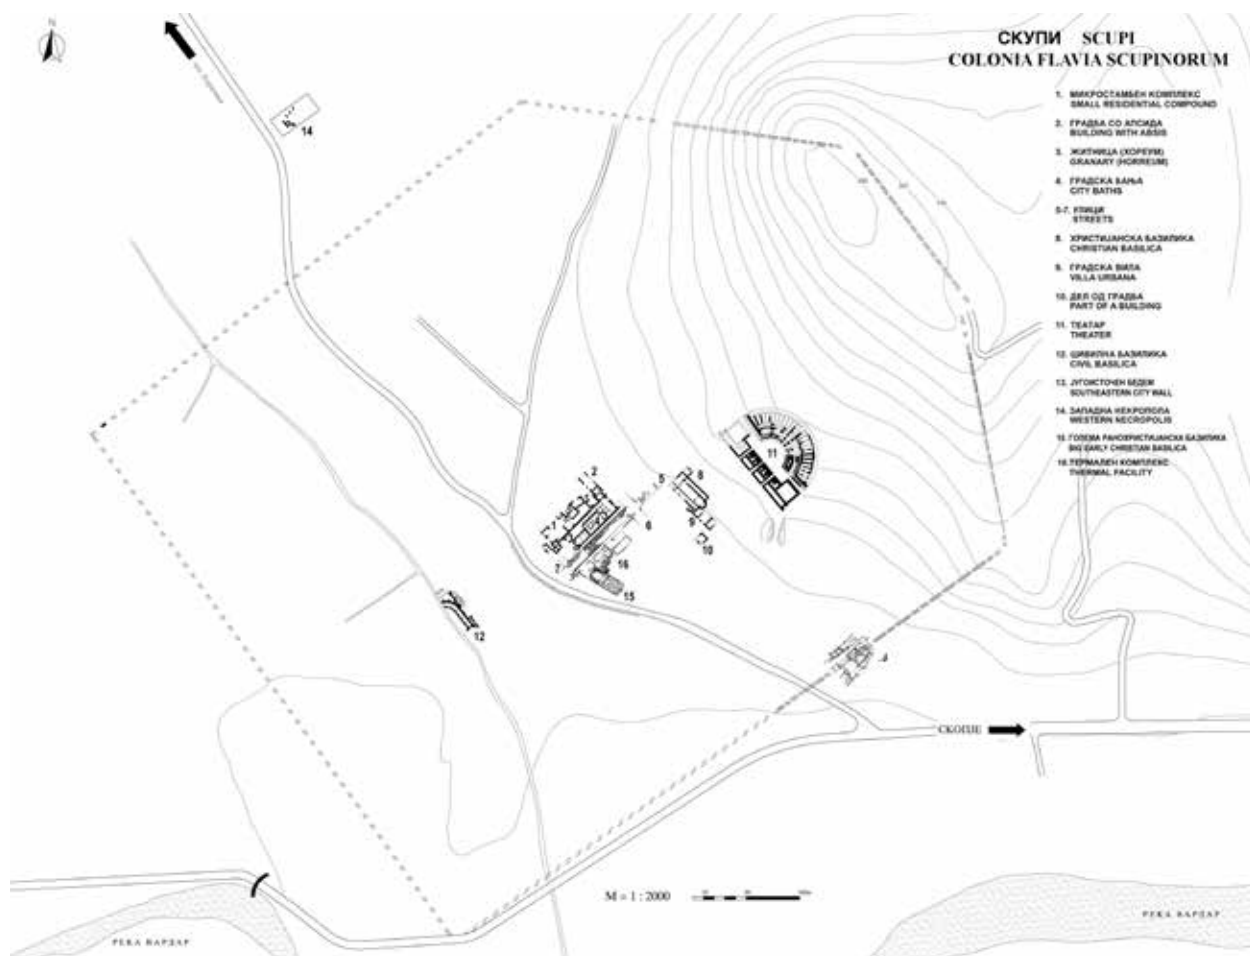 N
СКУПИ SCUPI
COLONIA FLAVIA SCUPINORUM
1. МИКРОСТАМБЕН КОМПЛЕКС
SMALL RESIDENTIAL COMPOUND
2. ГРАДБА СО АПСИДА
BUILDING WITH ABSIS
3. ЖИТНИЦА (ХОРЕУМ)
GRANARY (HORREUM)
4. ГРАДСКА БАЊА
CITY BATHS
5-7. УЛИЦИ
STREETS
8. ХРИСТИЈАНСКА БАЗИЛИКА
CHRISTIAN BASILICA
9. ГРАДСКА ВИЛА
VILLA URBANA
10. ДЕЛ ОД ГРАДБА
PART OF A BUILDING
11. ТЕАТАР
THEATER
12. ЦИВИЛНА БАЗИЛИКА
CIVIL BASILICA
13. ЈУГОИСТОЧЕН БЕДЕМ
SOUTHEASTERN CITY WALL
14. ЗАПАДНА НЕКРОПОЛА
WESTERN NECROPOLIS
15. ГОЛЕМА РАНОХРИСТИЈАНСКА БАЗИЛИКА
BIG EARLY CHRISTIAN BASILICA
16. ТЕРМАЛЕН КОМПЛЕКС
THERMAL FACILITY
14
11
2
5
8
6
9
10
7
16
15
12
СКОПЈЕ
М = 1 : 2000
РЕКА ВАРДАР
РЕКА ВАРДАР